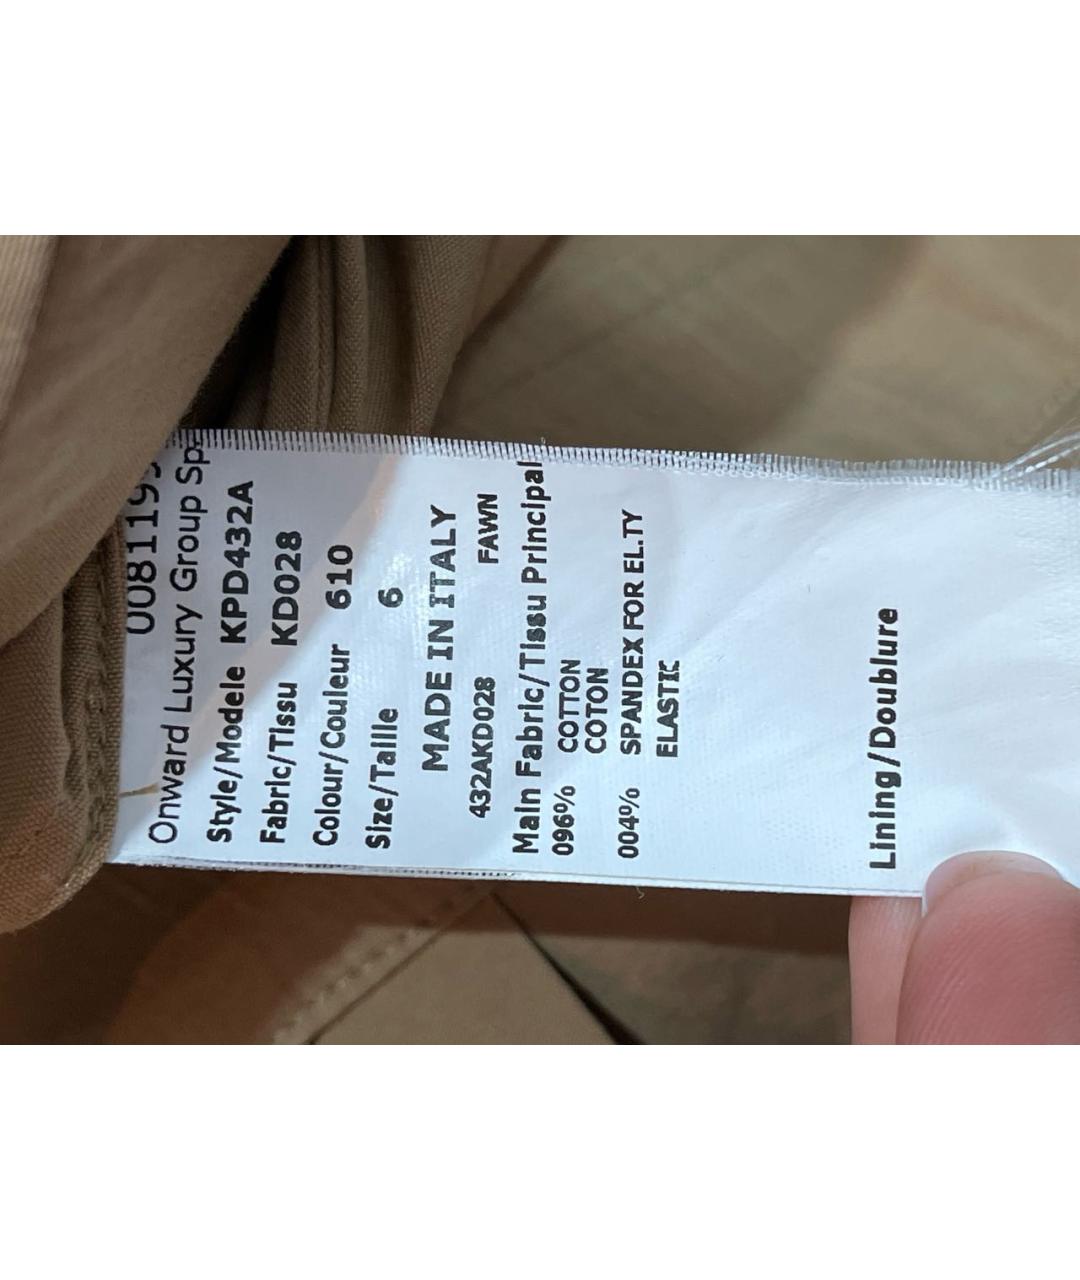 Onward Luxury Group Sp
Style/Modele KPD432A
Fabric/Tissu KD028
Colour/Couleur 610
Size/Taille 6
MADE IN ITALY
432AKD028 FAWN
Main Fabric/Tissu Principal
096% COTTON
COTON
004% SPANDEX FOR EL.TY
ELASTIC
Lining/Doublure